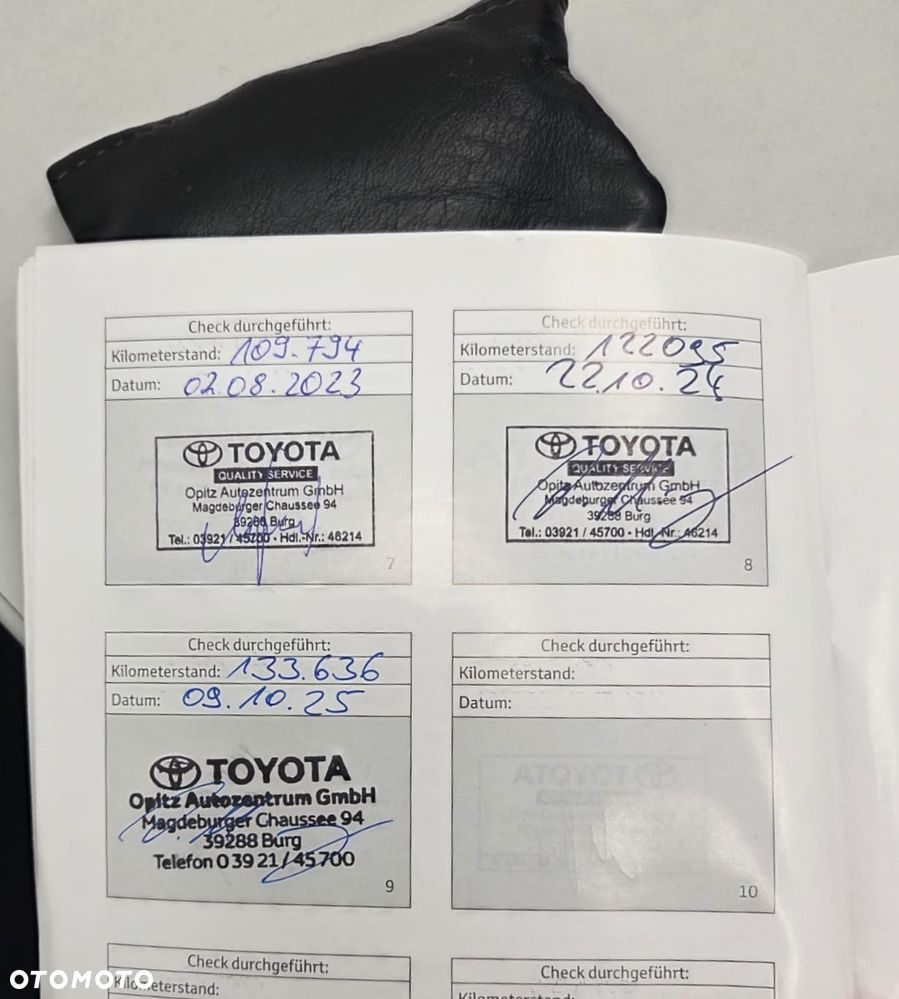 Check durchgeführt:
Kilometerstand: 109.794
Datum: 02.08.2023
TOYOTA
QUALITY SERVICE
Opitz Autozentrum GmbH
Magdeburger Chaussee 94
39288 Burg
Tel.: 03921 / 45700 • Hdl.-Nr.: 46214
7
Check durchgeführt:
Kilometerstand: 122095
Datum: 22.10.24
TOYOTA
QUALITY SERVICE
Opitz Autozentrum GmbH
Magdeburger Chaussee 94
39288 Burg
Tel.: 03921 / 45700 • Hdl.-Nr.: 46214
8
Check durchgeführt:
Kilometerstand: 133.636
Datum: 09.10.25
TOYOTA
Opitz Autozentrum GmbH
Magdeburger Chaussee 94
39288 Burg
Telefon 0 39 21 / 45 700
9
Check durchgeführt:
Kilometerstand:
Datum:
10
Check durchgeführt:
Kilometerstand:
Check durchgeführt:
Kilometerstand:
OTOMOTO